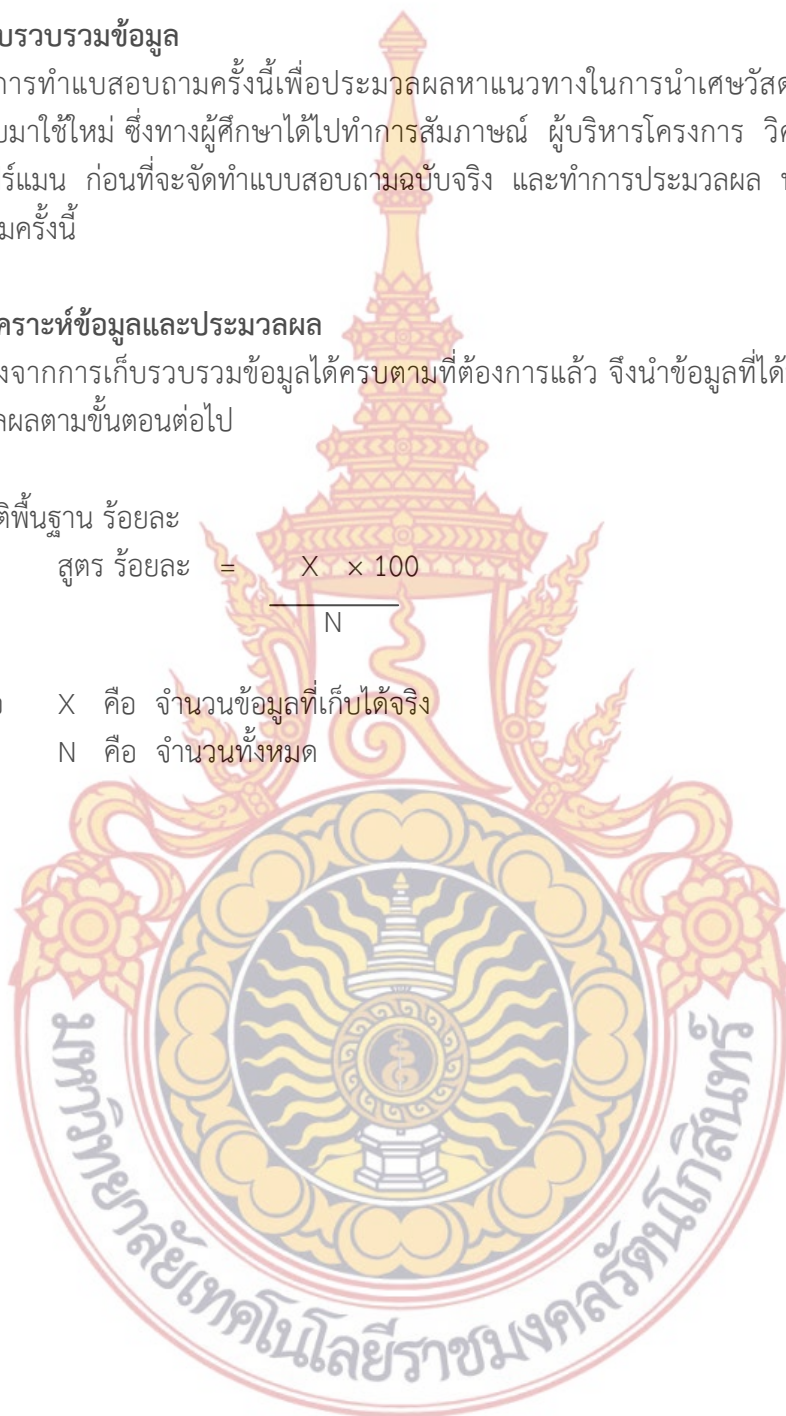 บรวบรวมข้อมูล
การทำแบสอบถามครั้งนี้เพื่อประมวลผลหาแนวทางในการนำเศษวัสด
บมาใช้ใหม่ ซึ่งทางผู้ศึกษาได้ไปทำการสัมภาษณ์ ผู้บริหารโครงการ วิศ
ร์แมน ก่อนที่จะจัดทำแบบสอบถามฉบับจริง และทำการประมวลผล
มครั้งนี้
คราะห์ข้อมูลและประมวลผล
งจากการเก็บรวบรวมข้อมูลได้ครบตามที่ต้องการแล้ว จึงนำข้อมูลที่ได้
ลผลตามขั้นตอนต่อไป
ติพื้นฐาน ร้อยละ
สูตร ร้อยละ = X × 100
N
X คือ จำนวนข้อมูลที่เก็บได้จริง
N คือ จำนวนทั้งหมด
มหาวิทยาลัยเทคโนโลยีราชมงคลรัตนโกสินทร์